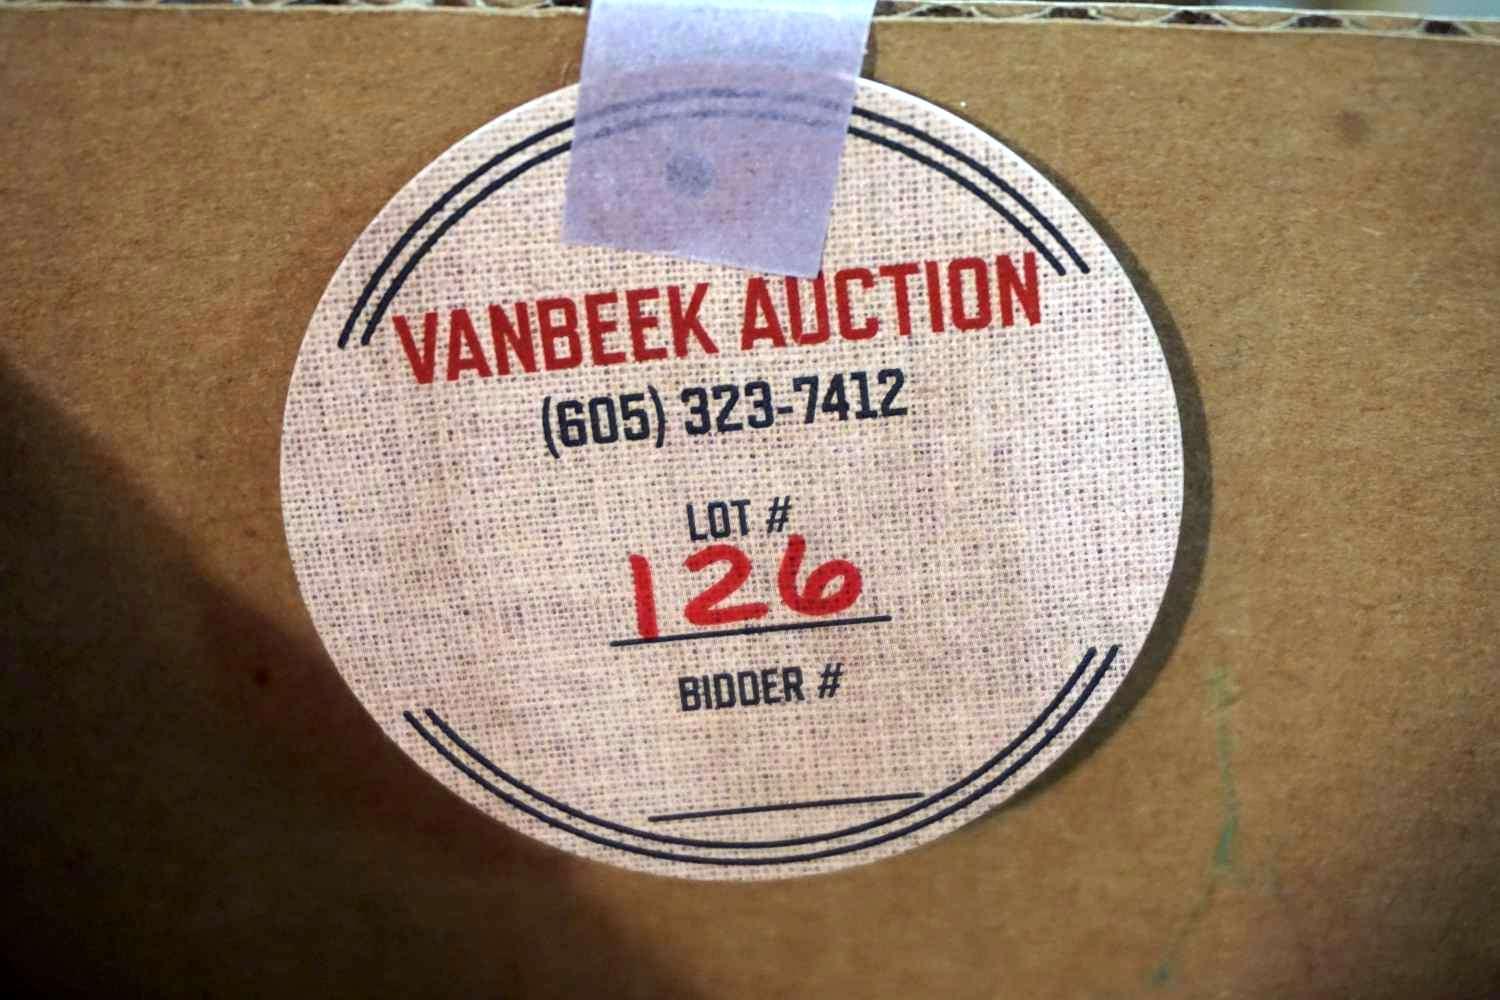 VANBEEK AUCTION
(605) 323-7412
LOT #
126
BIDDER #